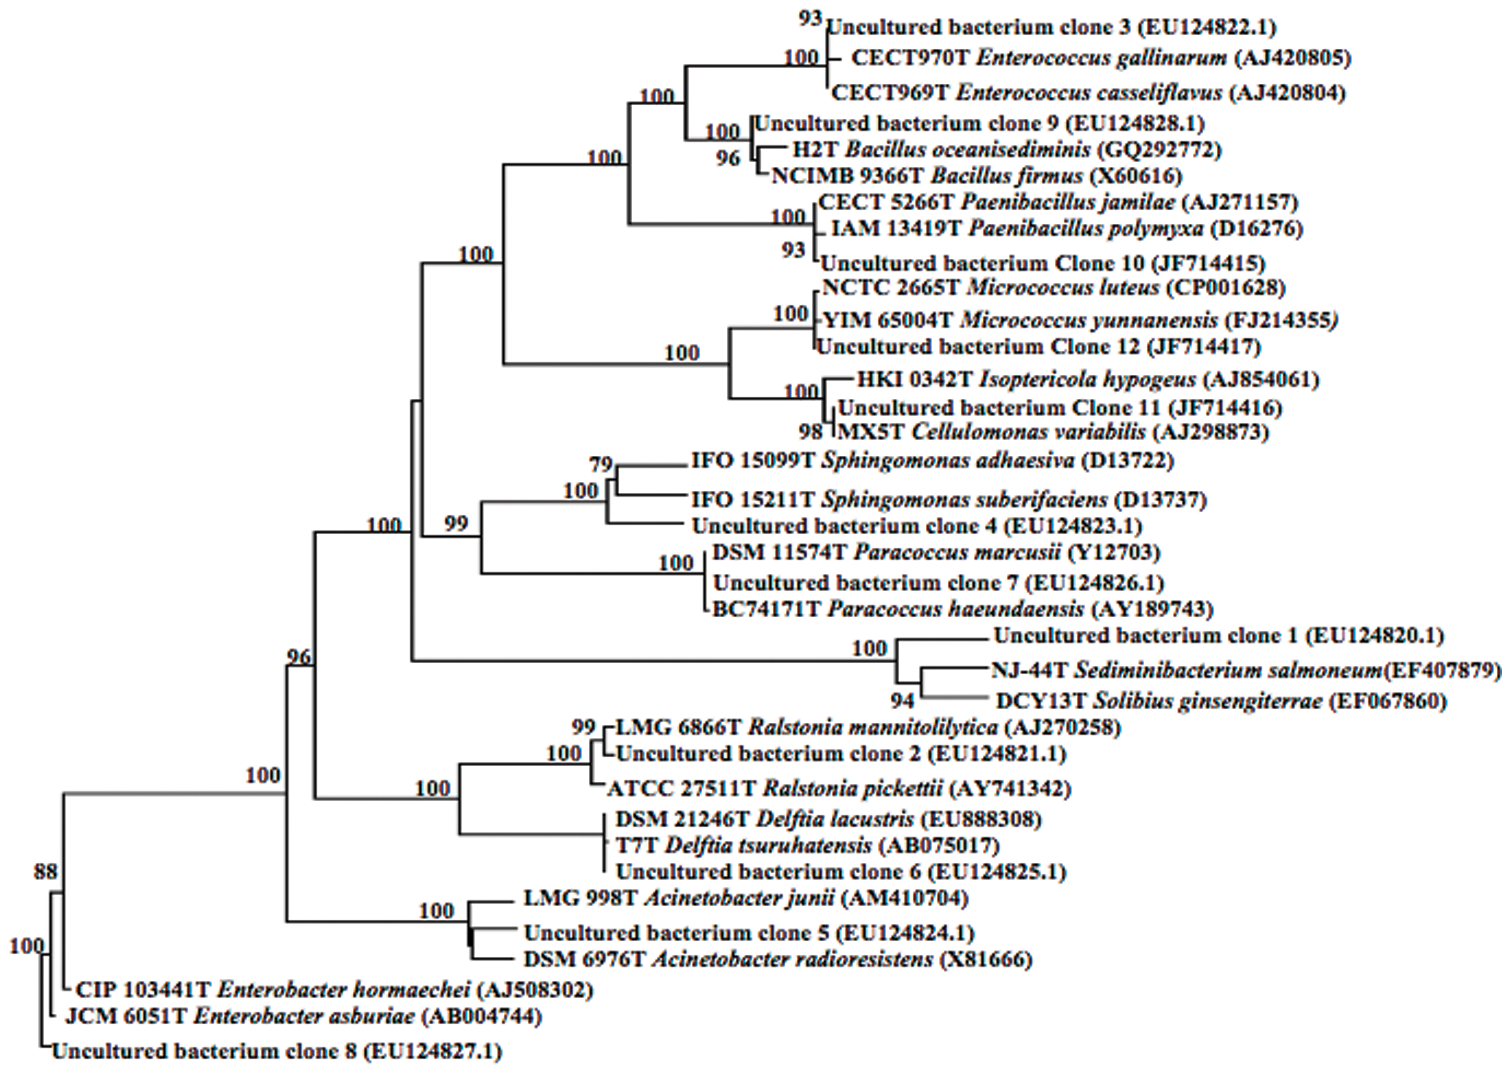 93
Uncultured bacterium clone 3 (EU124822.1)
100
CECT970T Enterococcus gallinarum (AJ420805)
CECT969T Enterococcus casseliflavus (AJ420804)
100
Uncultured bacterium clone 9 (EU124828.1)
100
H2T Bacillus oceanisediminis (GQ292772)
96
NCIMB 9366T Bacillus firmus (X60616)
100
CECT 5266T Paenibacillus jamilae (AJ271157)
100
IAM 13419T Paenibacillus polymyxa (D16276)
93
Uncultured bacterium Clone 10 (JF714415)
100
NCTC 2665T Micrococcus luteus (CP001628)
100
YIM 65004T Micrococcus yunnanensis (FJ214355)
Uncultured bacterium Clone 12 (JF714417)
100
HKI 0342T Isoptericola hypogeus (AJ854061)
100
Uncultured bacterium Clone 11 (JF714416)
98
MX5T Cellulomonas variabilis (AJ298873)
79
IFO 15099T Sphingomonas adhaesiva (D13722)
100
IFO 15211T Sphingomonas suberifaciens (D13737)
100
99
Uncultured bacterium clone 4 (EU124823.1)
DSM 11574T Paracoccus marcusii (Y12703)
100
Uncultured bacterium clone 7 (EU124826.1)
BC74171T Paracoccus haeundaensis (AY189743)
Uncultured bacterium clone 1 (EU124820.1)
100
96
NJ-44T Sediminibacterium salmoneum(EF407879)
94
DCY13T Solibius ginsengiterrae (EF067860)
99
LMG 6866T Ralstonia mannitolilytica (AJ270258)
100
Uncultured bacterium clone 2 (EU124821.1)
100
100
ATCC 27511T Ralstonia pickettii (AY741342)
DSM 21246T Delftia lacustris (EU888308)
T7T Delftia tsuruhatensis (AB075017)
88
Uncultured bacterium clone 6 (EU124825.1)
LMG 998T Acinetobacter junii (AM410704)
100
Uncultured bacterium clone 5 (EU124824.1)
100
DSM 6976T Acinetobacter radioresistens (X81666)
CIP 103441T Enterobacter hormaechei (AJ508302)
JCM 6051T Enterobacter asburiae (AB004744)
Uncultured bacterium clone 8 (EU124827.1)